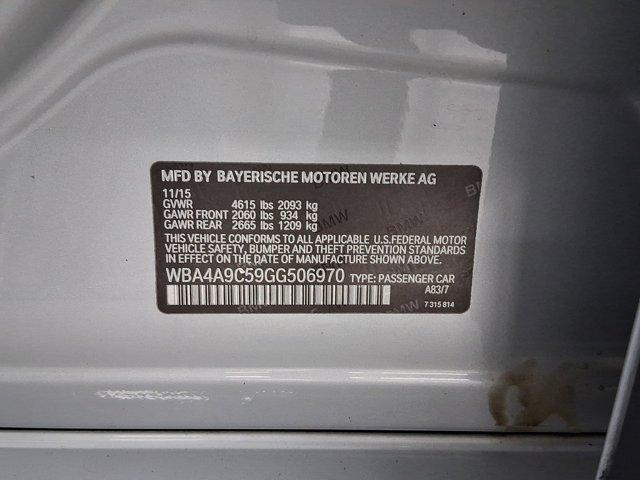 MFD BY BAYERISCHE MOTOREN WERKE AG
11/15
GVWR 4615 lbs 2093 kg
GAWR FRONT 2060 lbs 934 kg
GAWR REAR 2665 lbs 1209 kg
THIS VEHICLE CONFORMS TO ALL APPLICABLE U.S.FEDERAL MOTOR
VEHICLE SAFETY, BUMPER AND THEFT PREVENTION STANDARDS
IN EFFECT ON THE DATE OF MANUFACTURE SHOWN ABOVE.
WBA4A9C59GG506970 TYPE: PASSENGER CAR
A83/7
7 315 814